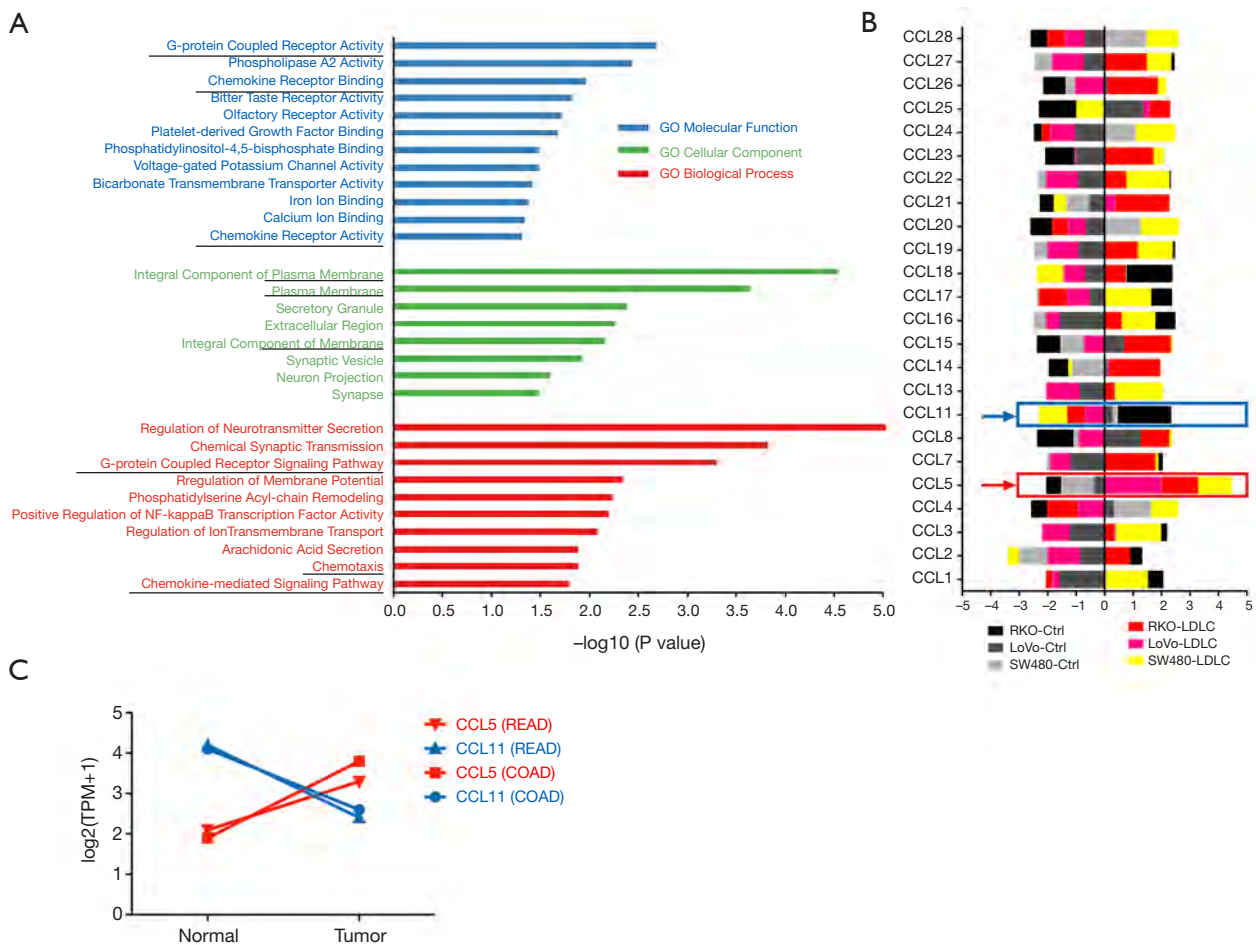 A
G-protein Coupled Receptor Activity
Phospholipase A2 Activity
Chemokine Receptor Binding
Bitter Taste Receptor Activity
Olfactory Receptor Activity
Platelet-derived Growth Factor Binding
Phosphatidylinositol-4,5-bisphosphate Binding
Voltage-gated Potassium Channel Activity
Bicarbonate Transmembrane Transporter Activity
Iron Ion Binding
Calcium Ion Binding
Chemokine Receptor Activity
Integral Component of Plasma Membrane
Plasma Membrane
Secretory Granule
Extracellular Region
Integral Component of Membrane
Synaptic Vesicle
Neuron Projection
Synapse
Regulation of Neurotransmitter Secretion
Chemical Synaptic Transmission
G-protein Coupled Receptor Signaling Pathway
Rregulation of Membrane Potential
Phosphatidylserine Acyl-chain Remodeling
Positive Regulation of NF-kappaB Transcription Factor Activity
Regulation of IonTransmembrane Transport
Arachidonic Acid Secretion
Chemotaxis
Chemokine-mediated Signaling Pathway
GO Molecular Function
GO Cellular Component
GO Biological Process
0.0 0.5 1.0 1.5 2.0 2.5 3.0 3.5 4.0 4.5 5.0
–log10 (P value)
B
CCL28
CCL27
CCL26
CCL25
CCL24
CCL23
CCL22
CCL21
CCL20
CCL19
CCL18
CCL17
CCL16
CCL15
CCL14
CCL13
CCL11
CCL8
CCL7
CCL5
CCL4
CCL3
CCL2
CCL1
–5 –4 –3 –2 –1 0 1 2 3 4 5
RKO-Ctrl
LoVo-Ctrl
SW480-Ctrl
RKO-LDLC
LoVo-LDLC
SW480-LDLC
C
5
4
3
2
1
0
log2(TPM+1)
Normal Tumor
CCL5 (READ)
CCL11 (READ)
CCL5 (COAD)
CCL11 (COAD)